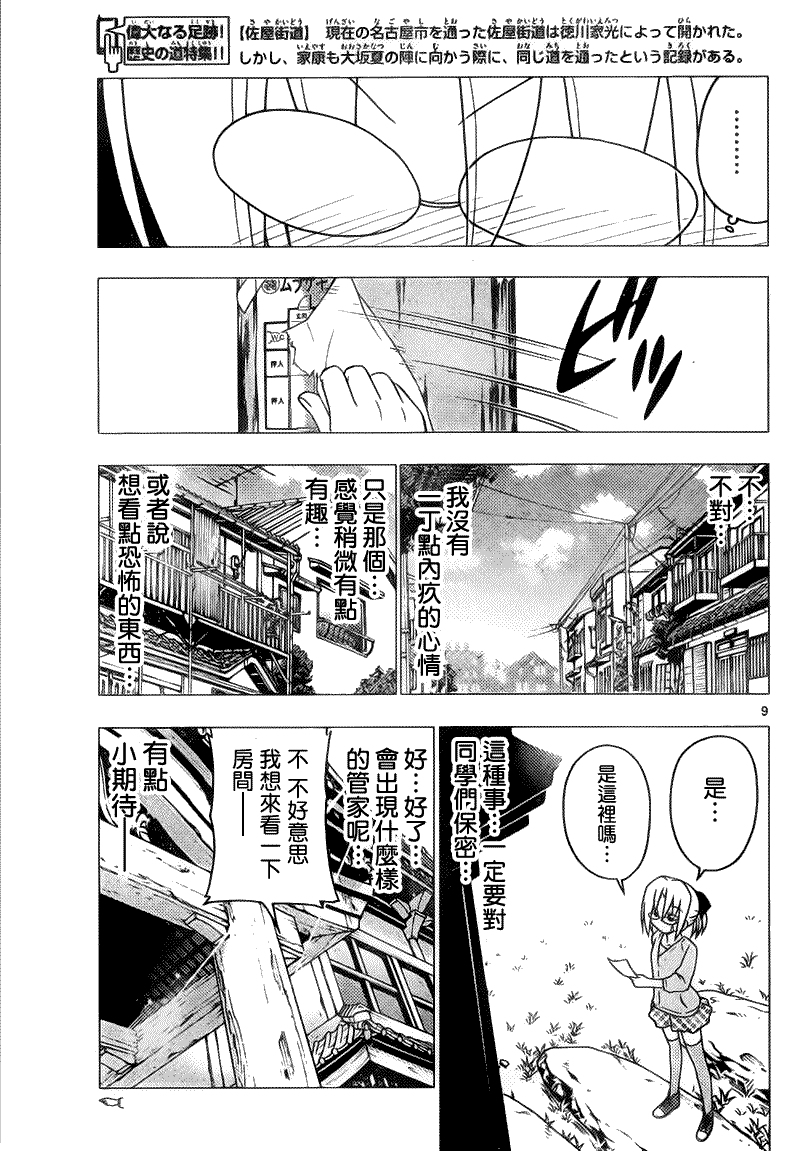 偉大なる足跡!
歴史の道特集!!
【佐屋街道】 現在の名古屋市を通った佐屋街道は徳川家光によって開かれた。
しかし、家康も大坂夏の陣に向かう際に、同じ道を通ったという記録がある。
………
玄関
WC
押入
押入
ビッ
不…
不對…
我沒有
一丁點內疚的心情
只是那個…
感覺稍微有點
有趣…
或者說
想看點恐怖的東西…
9
是…
是這裡嗎…
這種事…一定要對
同學們保密…
好…好了…
會出現什麼樣
的管家呢…
不 不好意思
我想來看一下
房間——
有點
小期待——